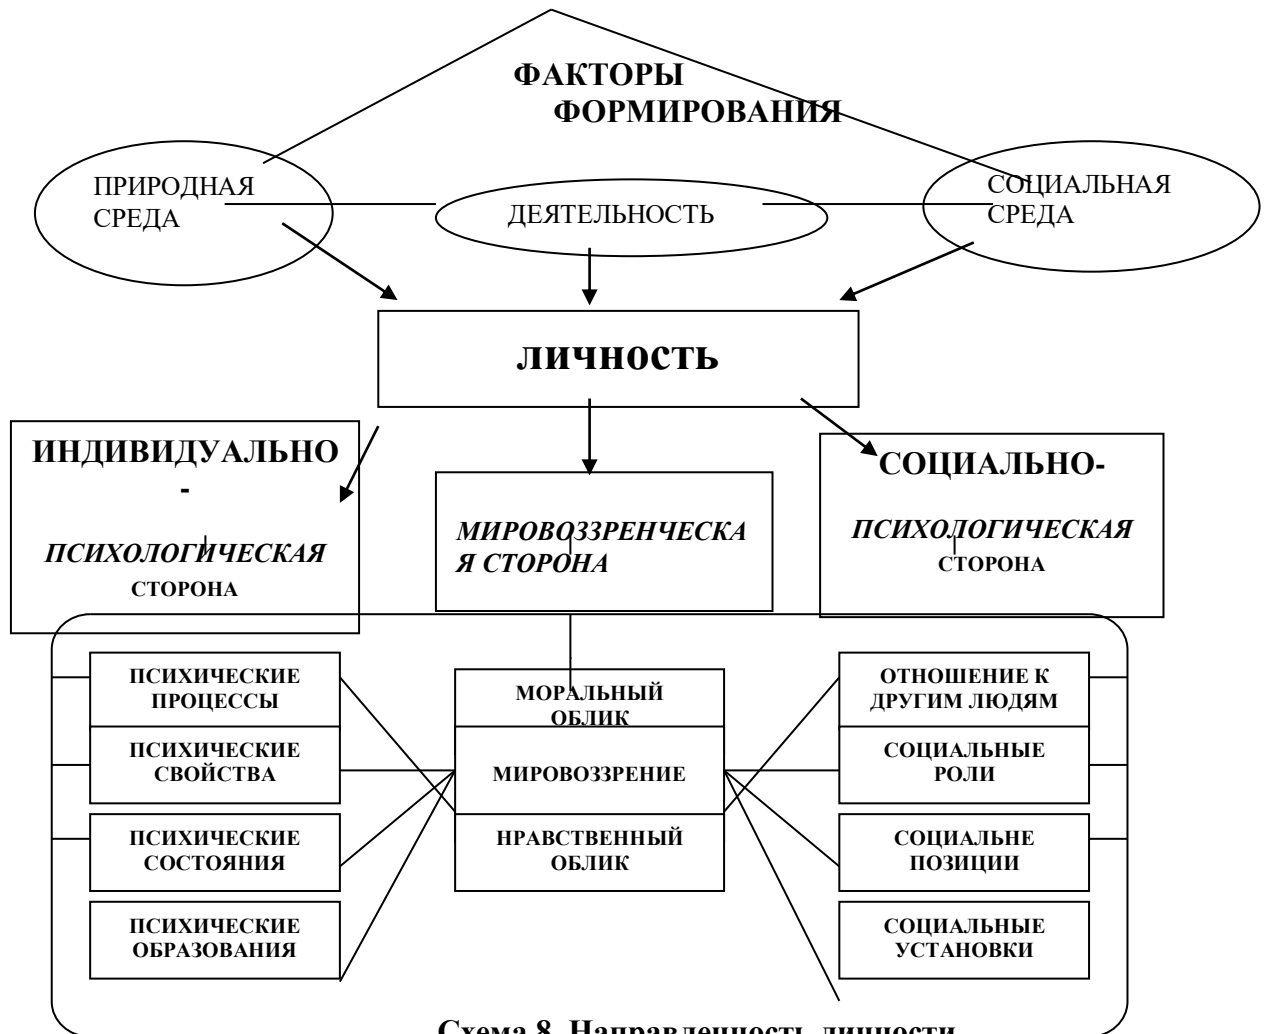 ФАКТОРЫ
ФОРМИРОВАНИЯ
ПРИРОДНАЯ
СРЕДА
ДЕЯТЕЛЬНОСТЬ
СОЦИАЛЬНАЯ
СРЕДА
ЛИЧНОСТЬ
ИНДИВИДУАЛЬНО
-
ПСИХОЛОГИЧЕСКАЯ
СТОРОНА
МИРОВОЗЗРЕНЧЕСКА
Я СТОРОНА
СОЦИАЛЬНО-
ПСИХОЛОГИЧЕСКАЯ
СТОРОНА
ПСИХИЧЕСКИЕ
ПРОЦЕССЫ
ПСИХИЧЕСКИЕ
СВОЙСТВА
ПСИХИЧЕСКИЕ
СОСТОЯНИЯ
ПСИХИЧЕСКИЕ
ОБРАЗОВАНИЯ
МОРАЛЬНЫЙ
ОБЛИК
МИРОВОЗЗРЕНИЕ
НРАВСТВЕННЫЙ
ОБЛИК
ОТНОШЕНИЕ К
ДРУГИМ ЛЮДЯМ
СОЦИАЛЬНЫЕ
РОЛИ
СОЦИАЛЬНЕ
ПОЗИЦИИ
СОЦИАЛЬНЫЕ
УСТАНОВКИ
Схема 8. Направленность личности